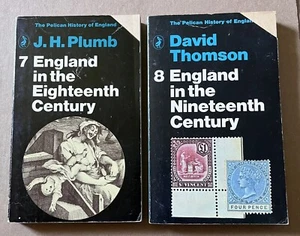 The Pelican History of England
J. H. Plumb
7 England
in the
Eighteenth
Century
The Pelican History of England
David
Thomson
8 England
in the
Nineteenth
Century
£1
ST. VINCENT
FOUR PENCE